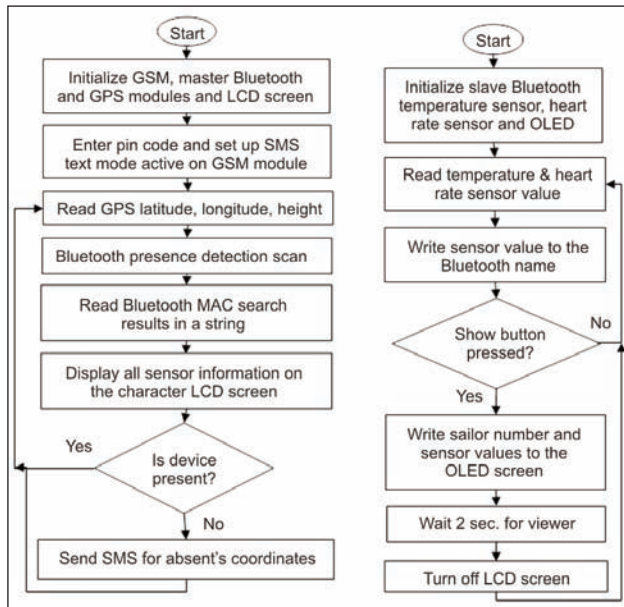 Start
Initialize GSM, master Bluetooth
and GPS modules and LCD screen
Enter pin code and set up SMS
text mode active on GSM module
Read GPS latitude, longitude, height
Bluetooth presence detection scan
Read Bluetooth MAC search
results in a string
Display all sensor information on
the character LCD screen
Yes
Is device
present?
No
Send SMS for absent's coordinates
Start
Initialize slave Bluetooth
temperature sensor, heart
rate sensor and OLED
Read temperature & heart
rate sensor value
Write sensor value to the
Bluetooth name
Show button
pressed?
No
Yes
Write sailor number and
sensor values to the
OLED screen
Wait 2 sec. for viewer
Turn off LCD screen